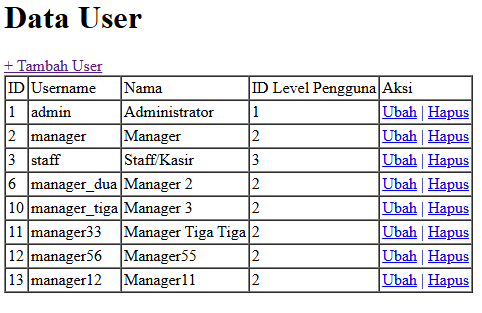 Data User
+ Tambah User
ID Username Nama ID Level Pengguna Aksi
1 admin Administrator 1 Ubah | Hapus
2 manager Manager 2 Ubah | Hapus
3 staff Staff/Kasir 3 Ubah | Hapus
6 manager_dua Manager 2 2 Ubah | Hapus
10 manager_tiga Manager 3 2 Ubah | Hapus
11 manager33 Manager Tiga Tiga 2 Ubah | Hapus
12 manager56 Manager55 2 Ubah | Hapus
13 manager12 Manager11 2 Ubah | Hapus